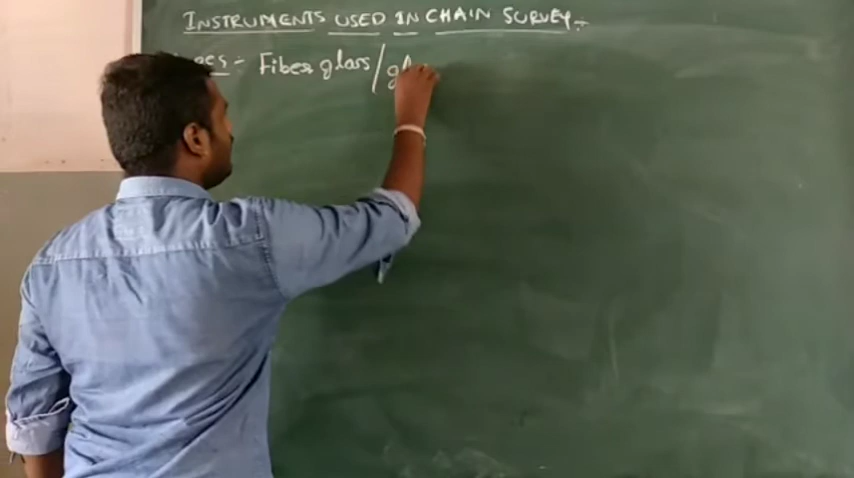 INSTRUMENTS USED IN CHAIN SURVEY :-
- Fiber glass /